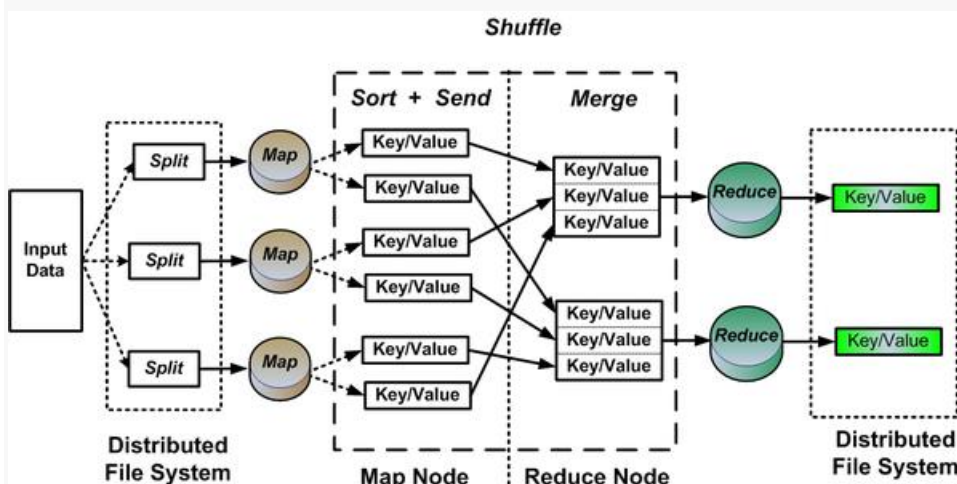 Shuffle
Sort + Send
Merge
Input
Data
Split
Split
Split
Map
Map
Map
Key/Value
Key/Value
Key/Value
Key/Value
Key/Value
Key/Value
Key/Value
Key/Value
Key/Value
Key/Value
Key/Value
Key/Value
Reduce
Reduce
Key/Value
Key/Value
Distributed
File System
Map Node
Reduce Node
Distributed
File System